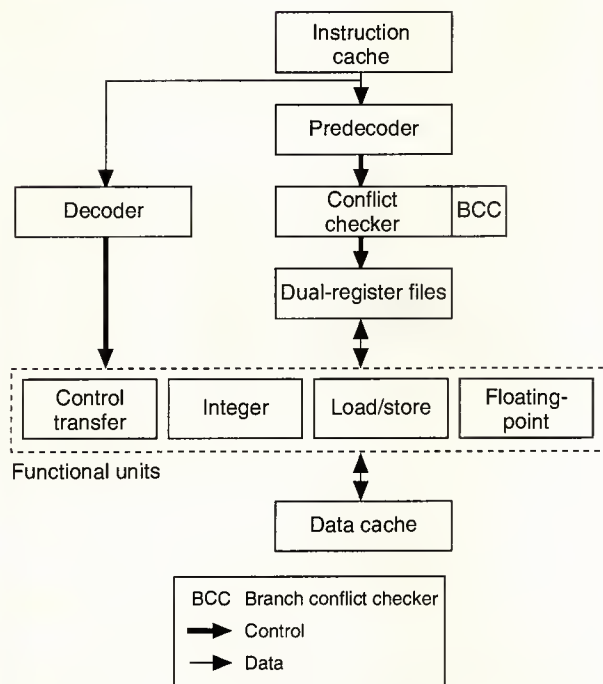 Instruction
cache
Predecoder
Decoder
Conflict
checker
BCC
Dual-register files
Control
transfer
Integer
Load/store
Floating-
point
Functional units
Data cache
BCC Branch conflict checker
Control
Data